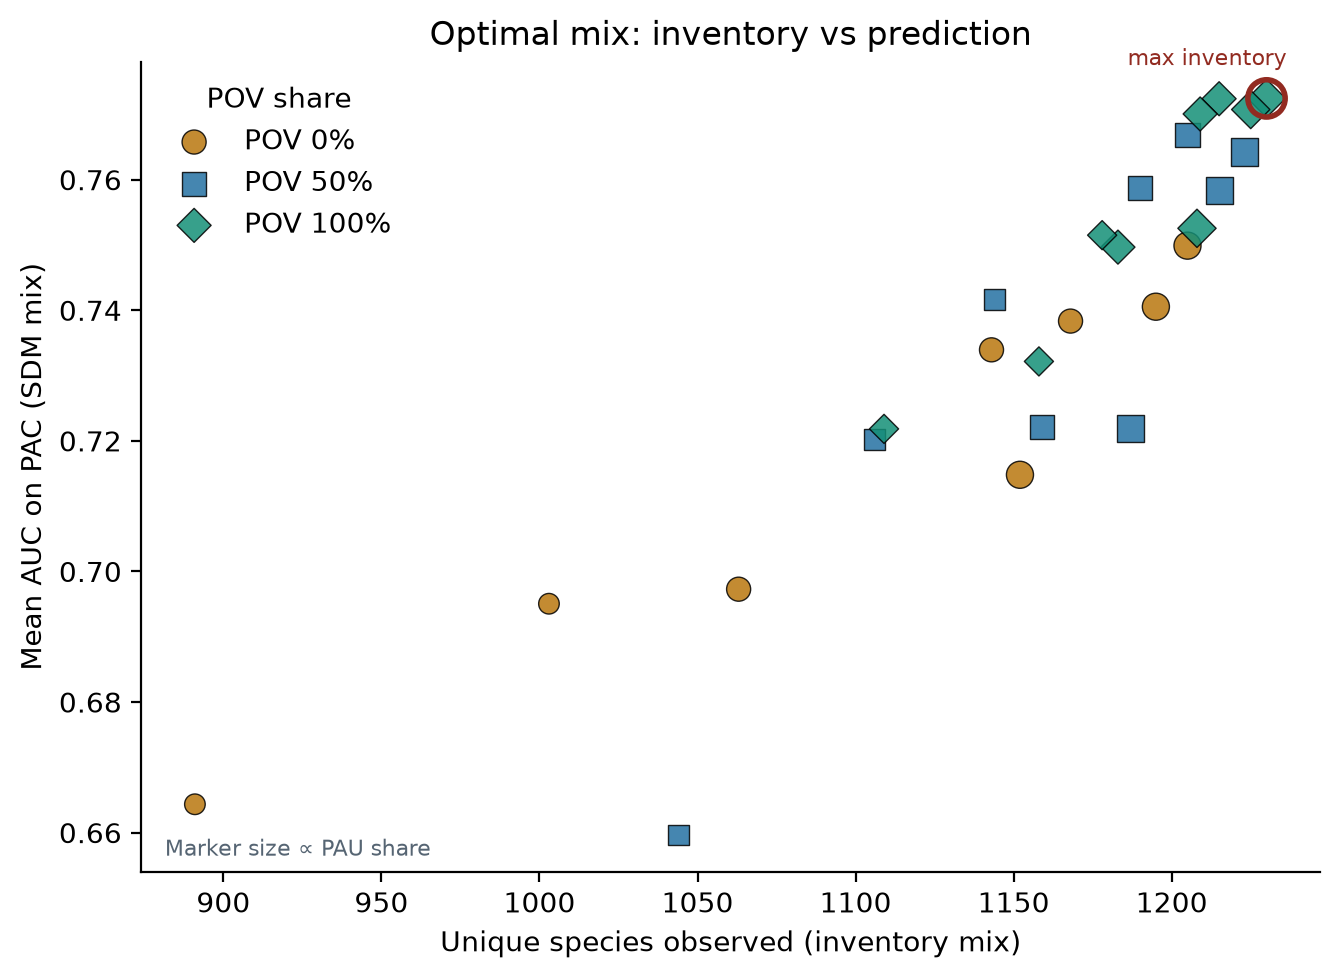 Optimal mix: inventory vs prediction
max inventory
POV share
POV 0%
POV 50%
POV 100%
Mean AUC on PAC (SDM mix)
0.76
0.74
0.72
0.70
0.68
0.66
Marker size ∝ PAU share
900
950
1000
1050
1100
1150
1200
Unique species observed (inventory mix)